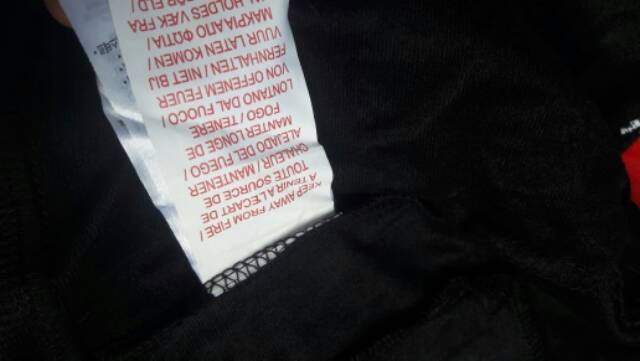 KEEP AWAY FROM FIRE /
A TENIR A L'ECART DE
TOUTE SOURCE DE
CHALEUR / MANTENER
ALEJADO DEL FUEGO /
MANTER LONGE DE
FOGO / TENERE
LONTANO DAL FUOCO /
VON OFFENEM FEUER
FERNHALTEN / NIET BIJ
VUUR LATEN KOMEN /
ΜΑΚΡΙΑ ΑΠΟ ΦΩΤΙΑ /
HOLDES VÆK FRA